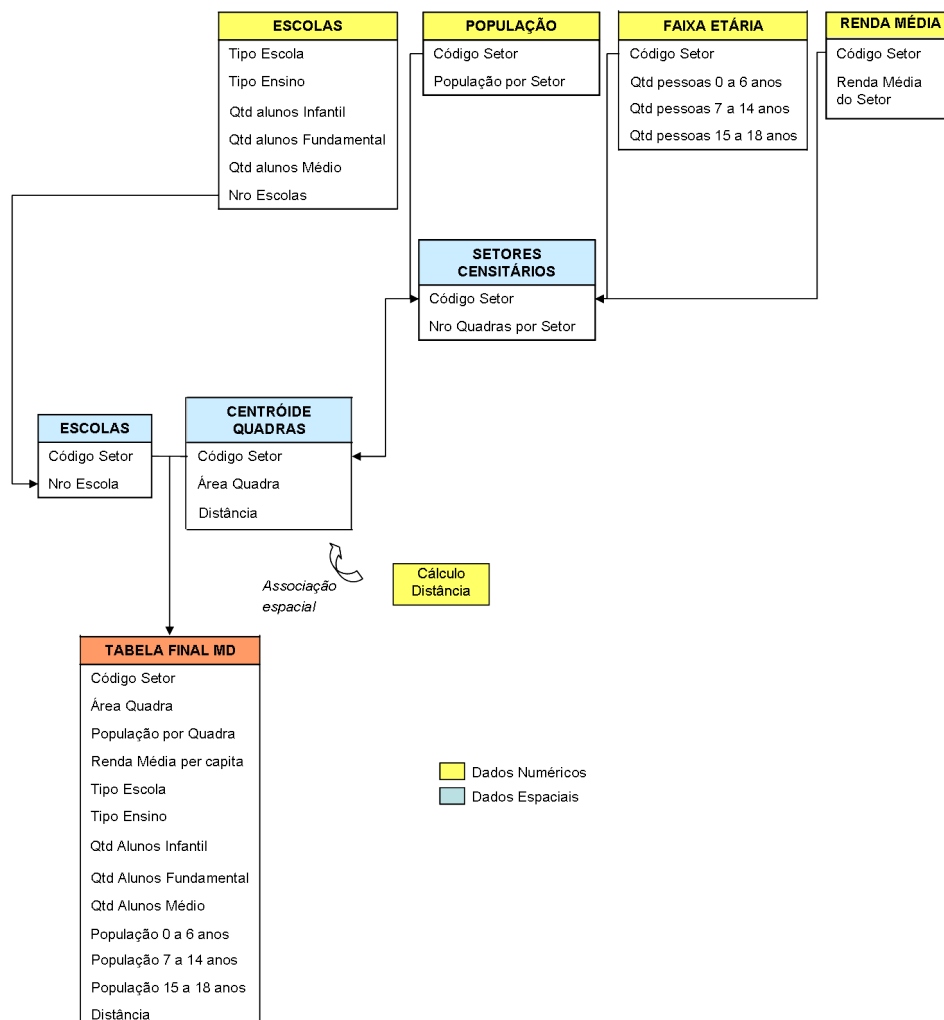 ESCOLAS
Tipo Escola
Tipo Ensino
Qtd alunos Infantil
Qtd alunos Fundamental
Qtd alunos Médio
Nro Escolas
POPULAÇÃO
Código Setor
População por Setor
FAIXA ETÁRIA
Código Setor
Qtd pessoas 0 a 6 anos
Qtd pessoas 7 a 14 anos
Qtd pessoas 15 a 18 anos
RENDA MÉDIA
Código Setor
Renda Média
do Setor
SETORES
CENSITÁRIOS
Código Setor
Nro Quadras por Setor
ESCOLAS
Código Setor
Nro Escola
CENTRÓIDE
QUADRAS
Código Setor
Área Quadra
Distância
Associação
espacial
Cálculo
Distância
TABELA FINAL MD
Código Setor
Área Quadra
População por Quadra
Renda Média per capita
Tipo Escola
Tipo Ensino
Qtd Alunos Infantil
Qtd Alunos Fundamental
Qtd Alunos Médio
População 0 a 6 anos
População 7 a 14 anos
População 15 a 18 anos
Distância
Dados Numéricos
Dados Espaciais